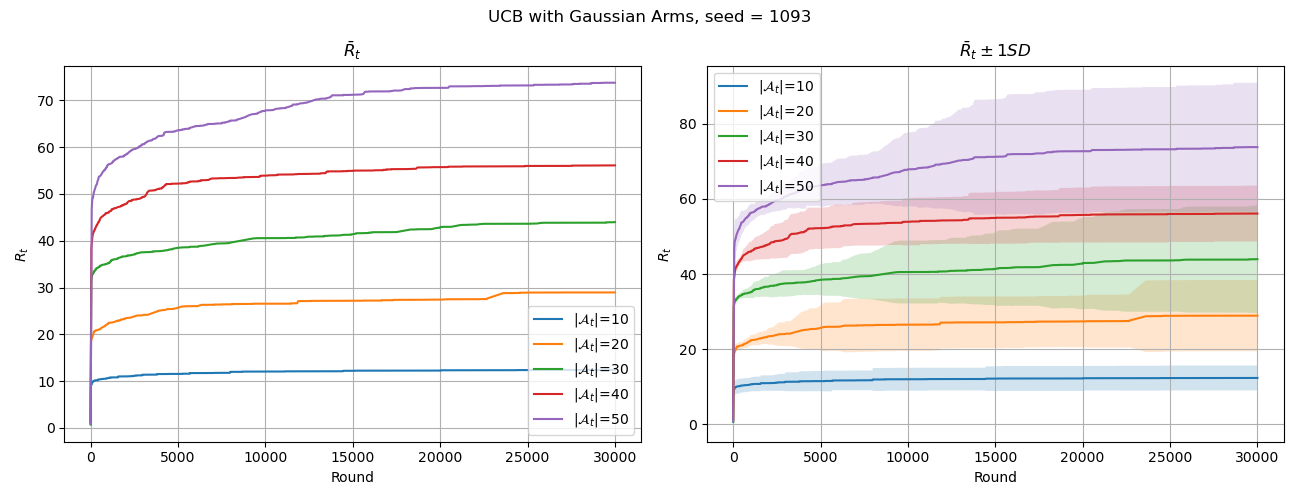 UCB with Gaussian Arms, seed = 1093
R̄ₜ
Rₜ
70
60
50
40
30
20
10
0
|𝒜ₜ|=10
|𝒜ₜ|=20
|𝒜ₜ|=30
|𝒜ₜ|=40
|𝒜ₜ|=50
0 5000 10000 15000 20000 25000 30000
Round
R̄ₜ ± 1SD
Rₜ
80
60
40
20
0
|𝒜ₜ|=10
|𝒜ₜ|=20
|𝒜ₜ|=30
|𝒜ₜ|=40
|𝒜ₜ|=50
0 5000 10000 15000 20000 25000 30000
Round